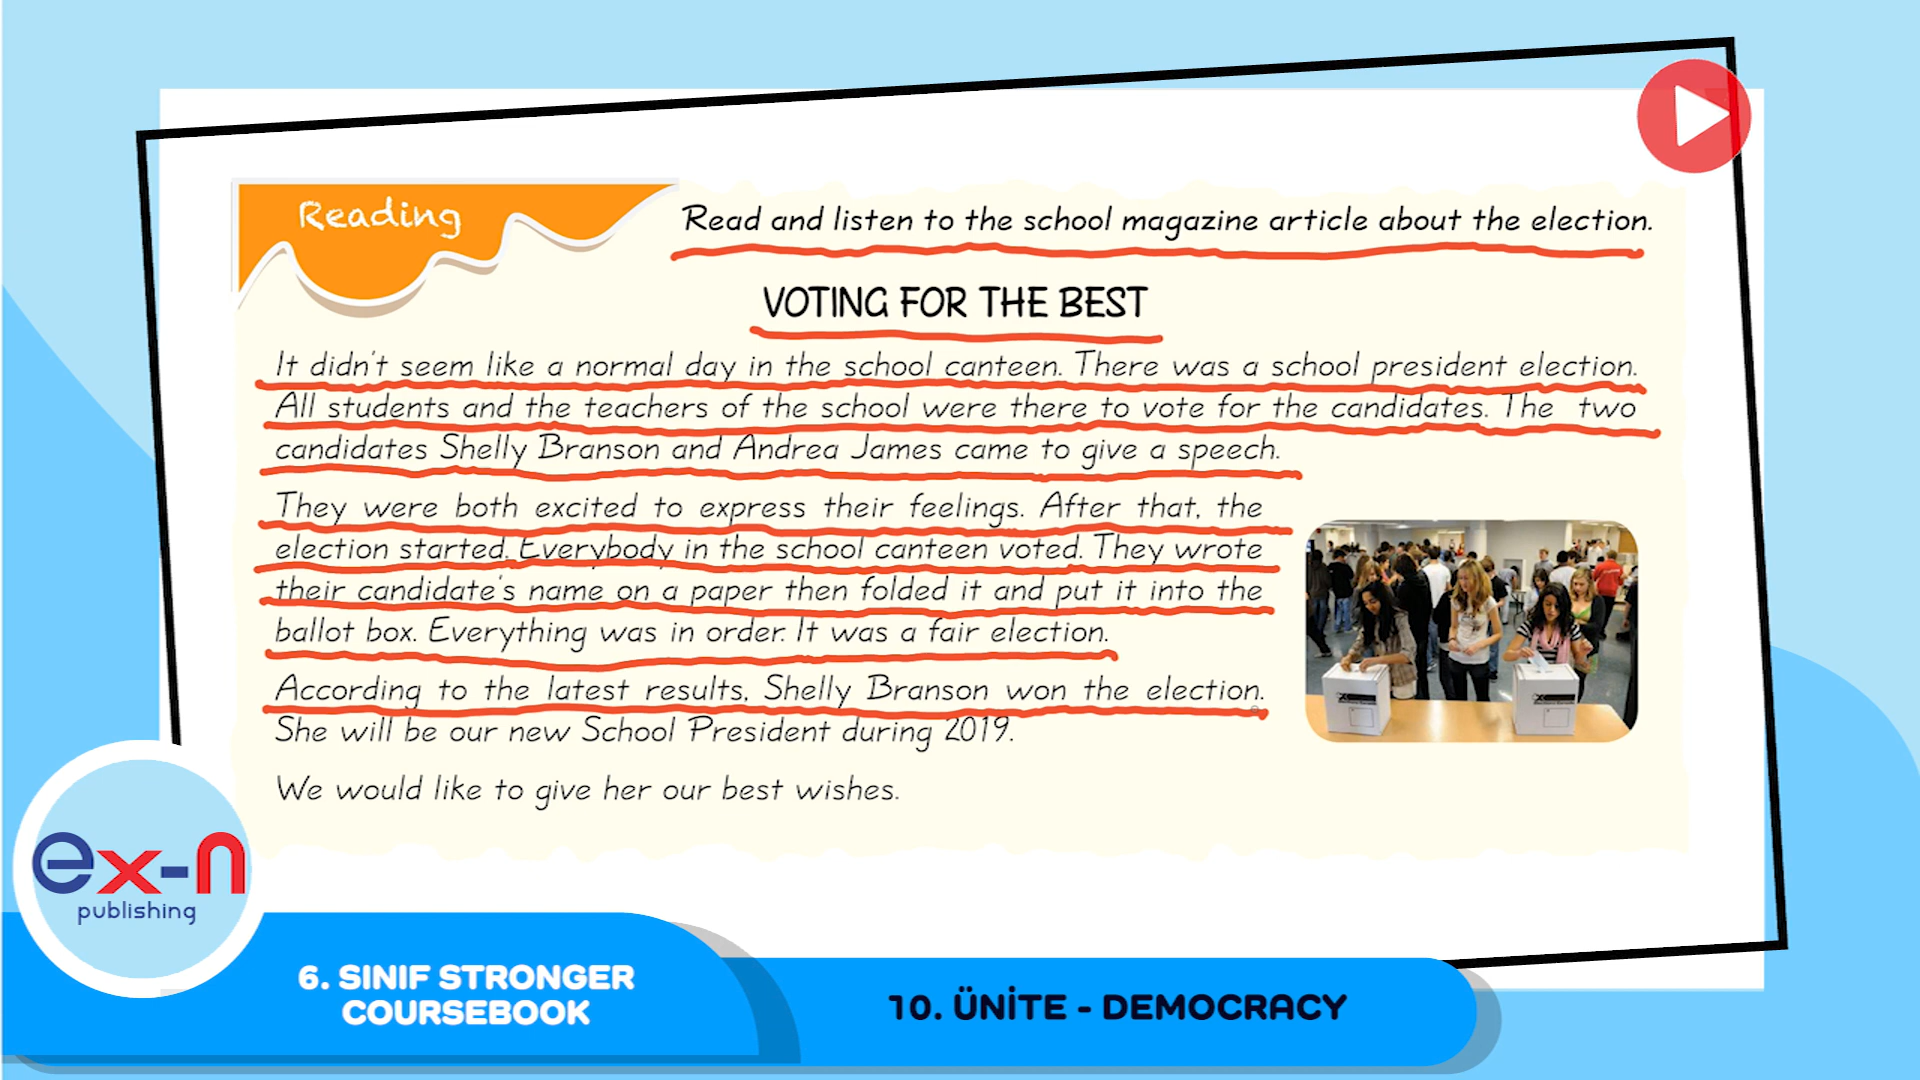 Reading
Read and listen to the school magazine article about the election.
VOTING FOR THE BEST
It didn't seem like a normal day in the school canteen. There was a school president election.
All students and the teachers of the school were there to vote for the candidates. The two
candidates Shelly Branson and Andrea James came to give a speech.
They were both excited to express their feelings. After that, the
election started. Everybody in the school canteen voted. They wrote
their candidate's name on a paper then folded it and put it into the
ballot box. Everything was in order. It was a fair election.
According to the latest results, Shelly Branson won the election.
She will be our new School President during 2019.
We would like to give her our best wishes.
ex-n
publishing
6. SINIF STRONGER
COURSEBOOK
10. ÜNİTE - DEMOCRACY